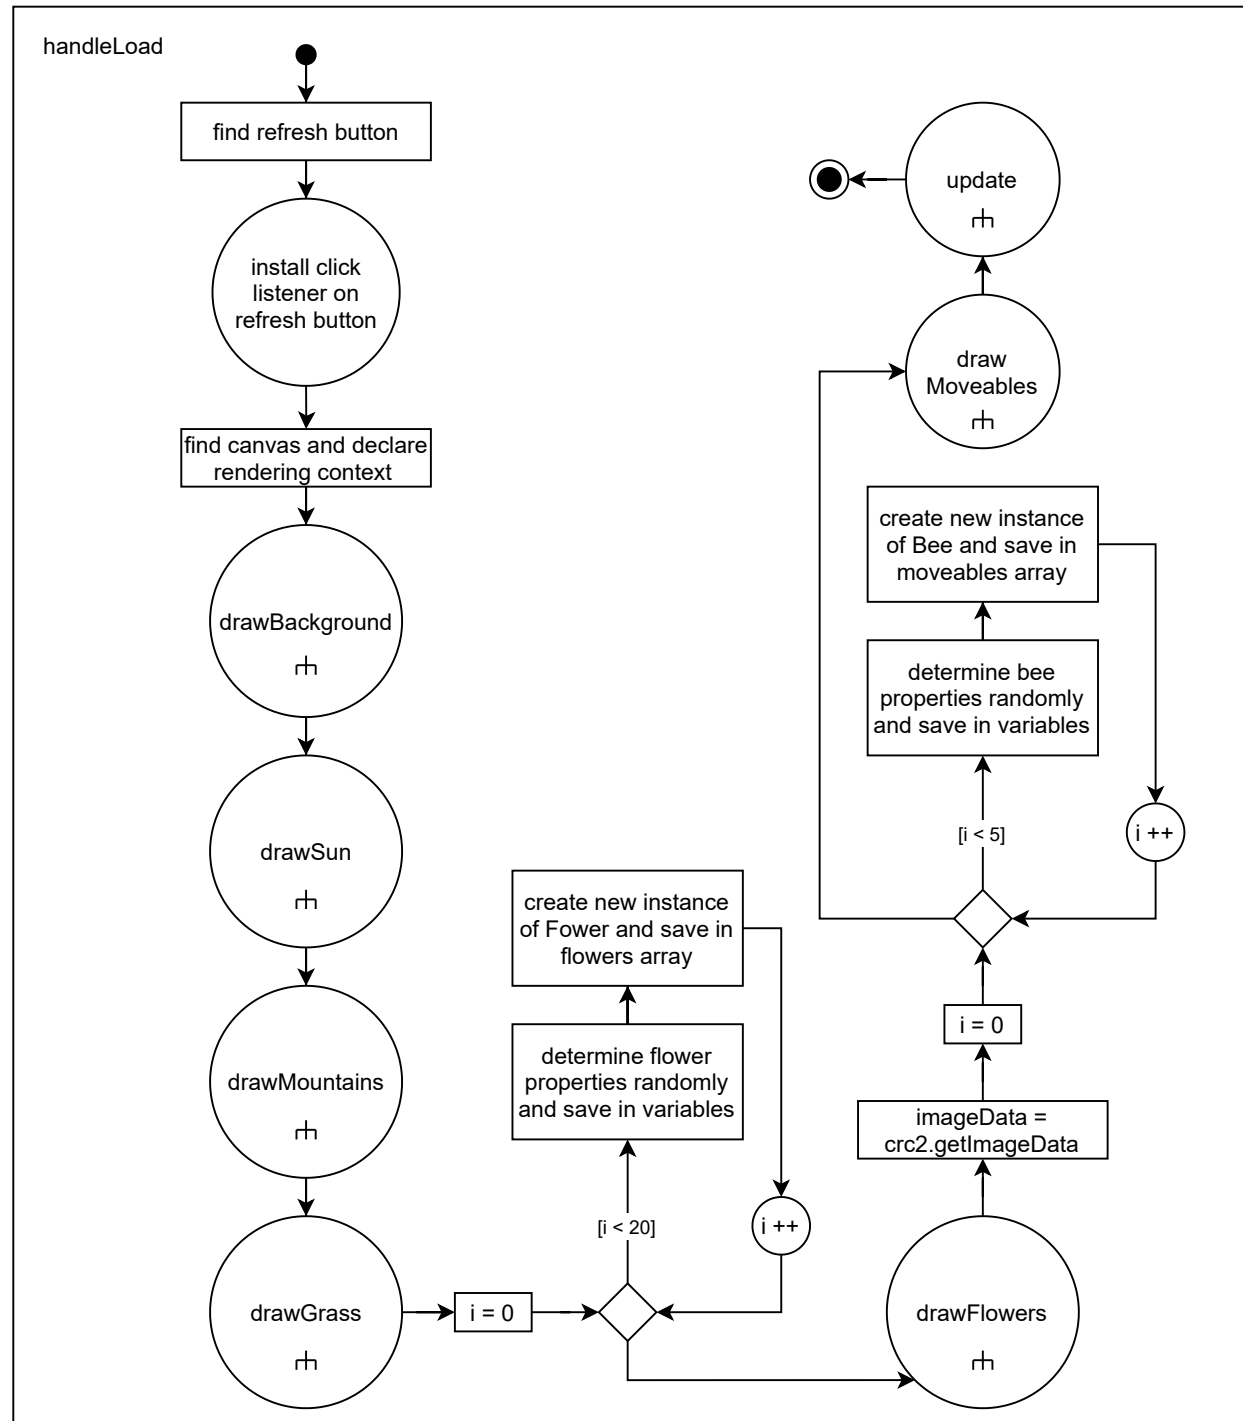 handleLoad
find refresh button
install click
listener on
refresh button
find canvas and declare
rendering context
drawBackground
drawSun
drawMountains
drawGrass
i = 0
[i < 20]
determine flower
properties randomly
and save in variables
create new instance
of Fower and save in
flowers array
i ++
drawFlowers
imageData =
crc2.getImageData
i = 0
[i < 5]
determine bee
properties randomly
and save in variables
create new instance
of Bee and save in
moveables array
i ++
draw
Moveables
update